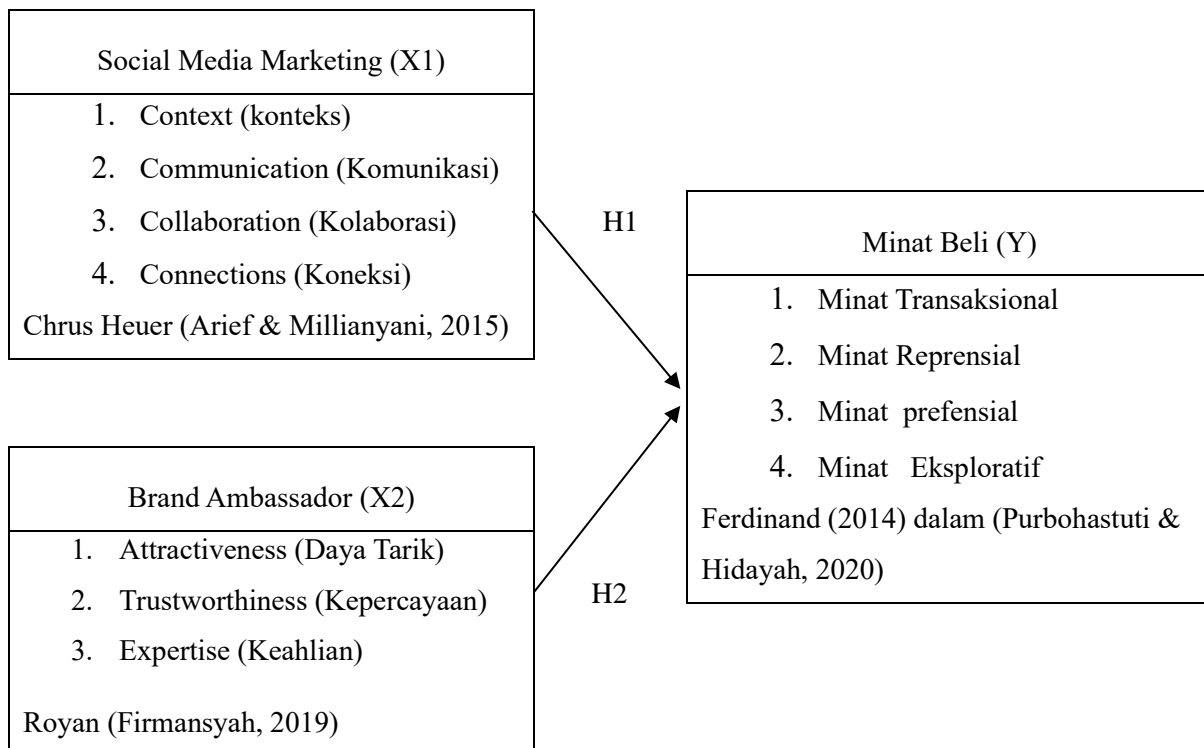 Social Media Marketing (X1)
1. Context (konteks)
2. Communication (Komunikasi)
3. Collaboration (Kolaborasi)
4. Connections (Koneksi)
Chrus Heuer (Arief & Millianyani, 2015)
H1
Minat Beli (Y)
1. Minat Transaksional
2. Minat Reprensial
3. Minat prefensial
4. Minat Eksploratif
Ferdinand (2014) dalam (Purbohastuti &
Hidayah, 2020)
Brand Ambassador (X2)
1. Attractiveness (Daya Tarik)
2. Trustworthiness (Kepercayaan)
3. Expertise (Keahlian)
Royan (Firmansyah, 2019)
H2